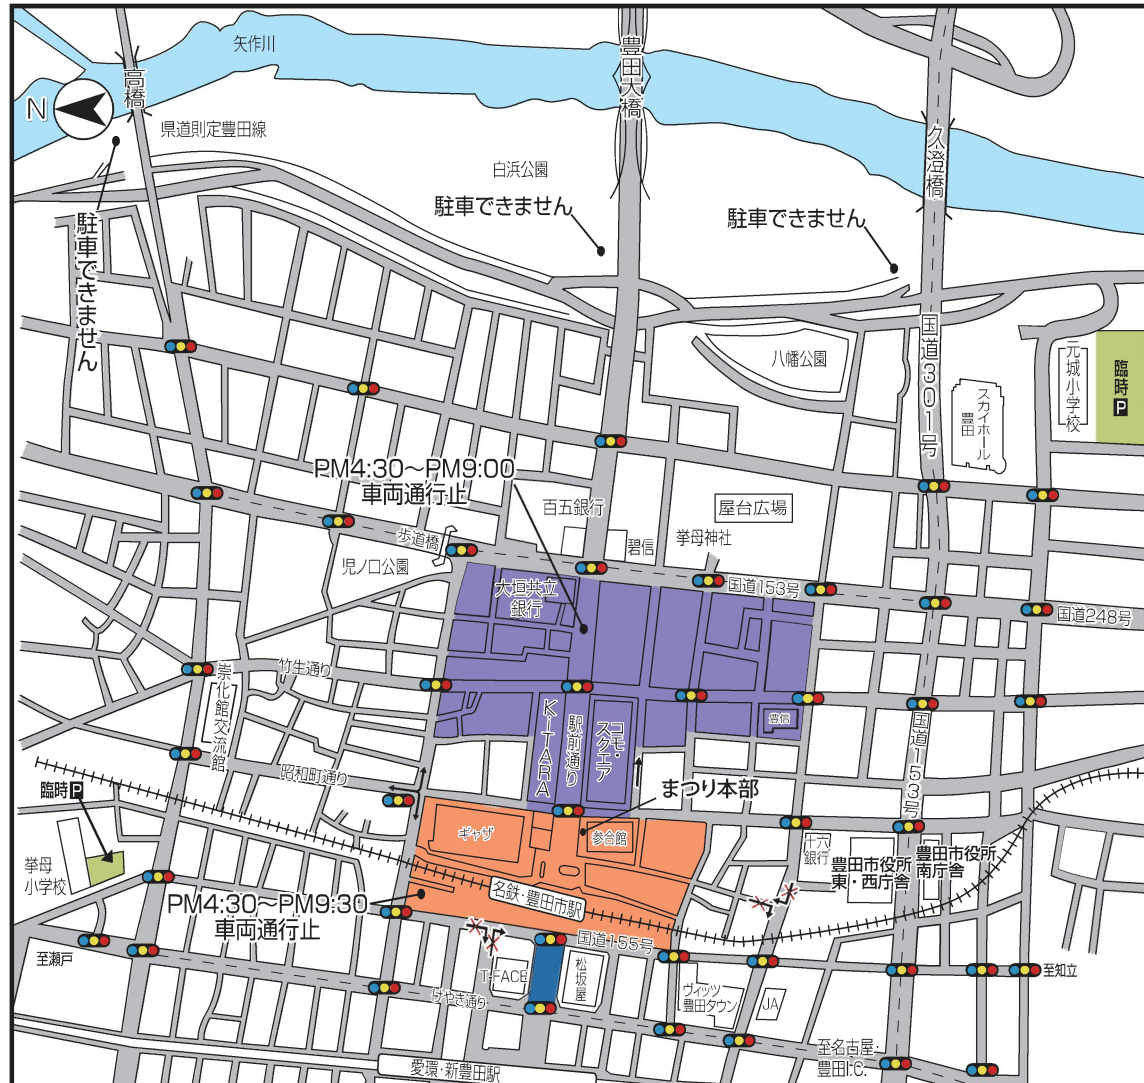 矢作川
高橋
豊田大橋
N
県道則定豊田線
久澄橋
白浜公園
駐車できません
駐車できません
駐車できません
国道301号
八幡公園
元城小学校
臨時P
スカイホール
豊田
PM4:30～PM9:00
車両通行止
百五銀行
屋台広場
歩道橋
碧信
挙母神社
児ノ口公園
大垣共立
銀行
国道153号
国道248号
竹生通り
崇化館交流館
KiTARA
駅前通り
コモ・
スクエア
豊信
国道153号
昭和町通り
臨時P
まつり本部
ギャザ
参合館
十六
銀行
豊田市役所
東・西庁舎
豊田市役所
南庁舎
挙母
小学校
PM4:30～PM9:30
車両通行止
名鉄・豊田市駅
国道155号
至瀬戸
T-FACE
松坂屋
至知立
けやき通り
ヴィッツ
豊田タウン
JA
至名古屋・
豊田I.C.
愛環・新豊田駅